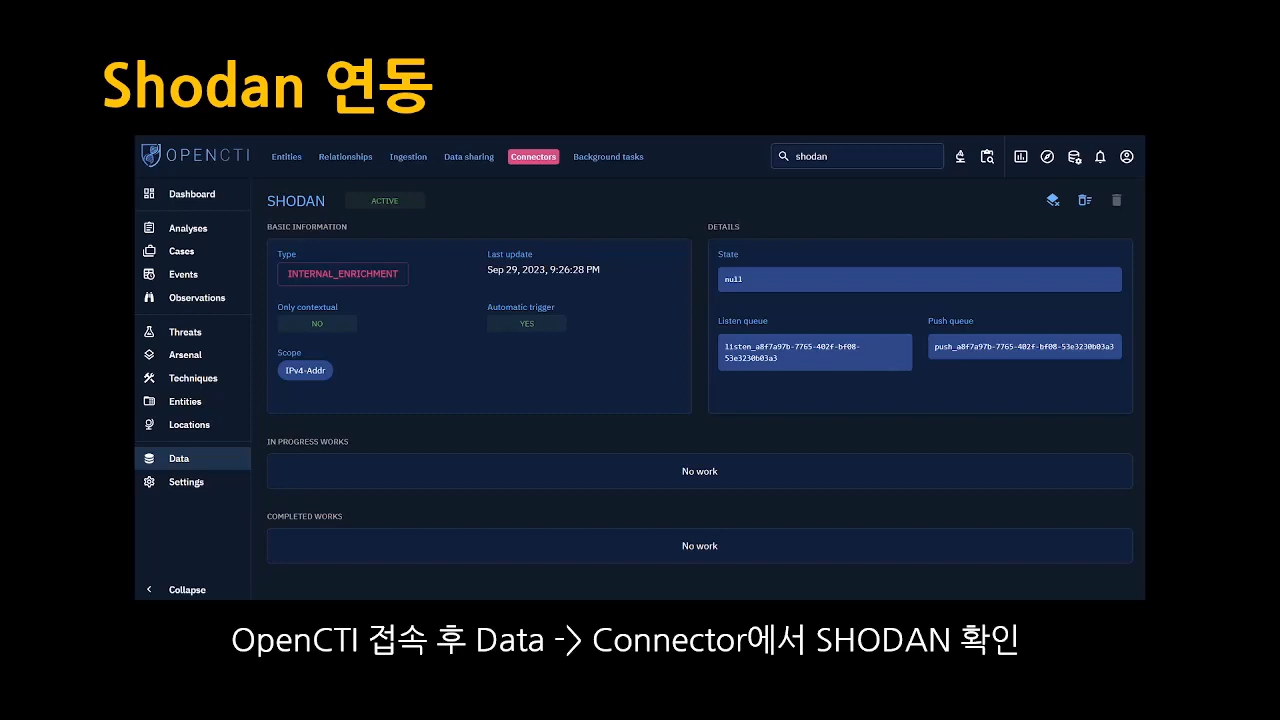 Shodan 연동
OPENCTI
Entities
Relationships
Ingestion
Data sharing
Connectors
Background tasks
shodan
Dashboard
Analyses
Cases
Events
Observations
Threats
Arsenal
Techniques
Entities
Locations
Data
Settings
Collapse
SHODAN
ACTIVE
BASIC INFORMATION
Type
INTERNAL_ENRICHMENT
Last update
Sep 29, 2023, 9:26:28 PM
Only contextual
NO
Automatic trigger
YES
Scope
IPv4-Addr
DETAILS
State
null
Listen queue
listen_a8f7a97b-7765-402f-bf08-
53e3230b03a3
Push queue
push_a8f7a97b-7765-402f-bf08-53e3230b03a3
IN PROGRESS WORKS
No work
COMPLETED WORKS
No work
OpenCTI 접속 후 Data -> Connector에서 SHODAN 확인